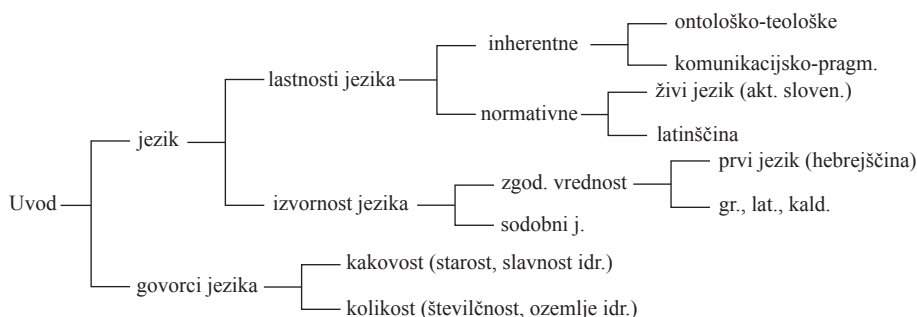 ontološko-teološke
inherentne
komunikacijsko-pragm.
lastnosti jezika
živi jezik (akt. sloven.)
normativne
latinščina
jezik
prvi jezik (hebrejščina)
zgod. vrednost
Uvod
izvornost jezika
gr., lat., kald.
sodobni j.
kakovost (starost, slavnost idr.)
govorci jezika
kolikost (številčnost, ozemlje idr.)